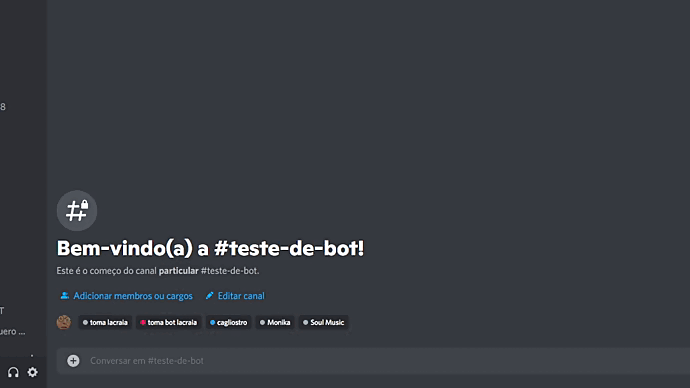 8
Bem-vindo(a) a #teste-de-bot!
Este é o começo do canal particular #teste-de-bot.
Adicionar membros ou cargos Editar canal
T
toma lacraia toma bot lacraia cagliostro Monika Soul Music
uero ...
Conversar em #teste-de-bot